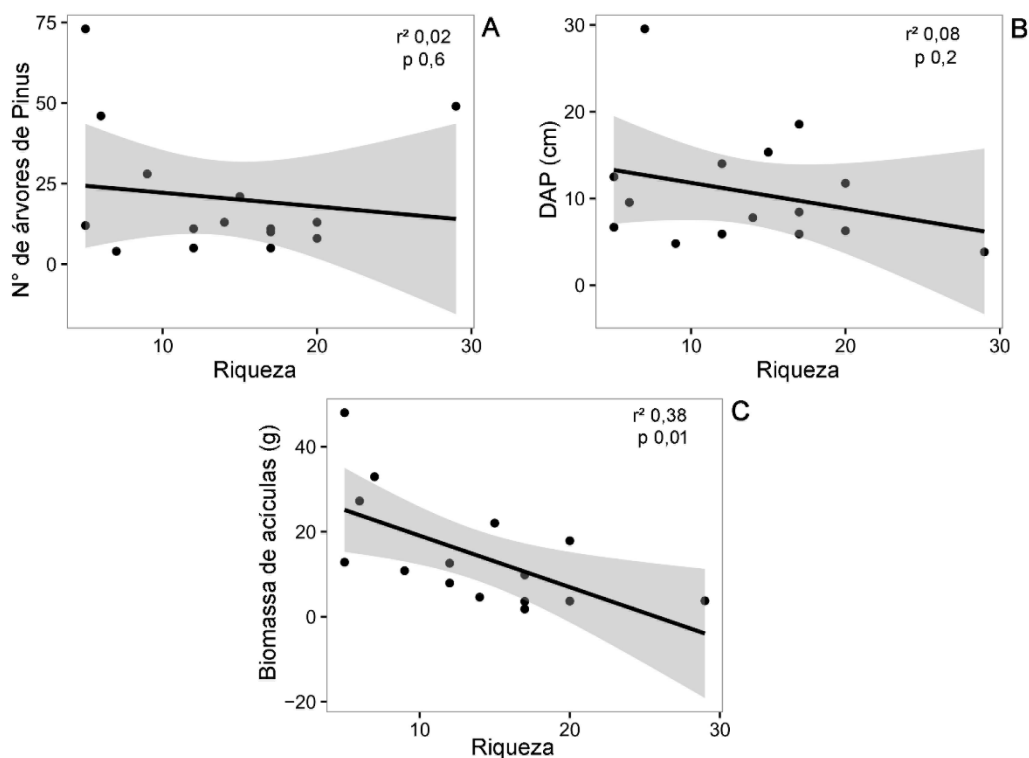 A
r² 0,02
p 0,6
N° de árvores de Pinus
75
50
25
0
10
20
30
Riqueza
B
r² 0,08
p 0,2
DAP (cm)
30
20
10
0
10
20
30
Riqueza
C
r² 0,38
p 0,01
Biomassa de acículas (g)
40
20
0
−20
10
20
30
Riqueza